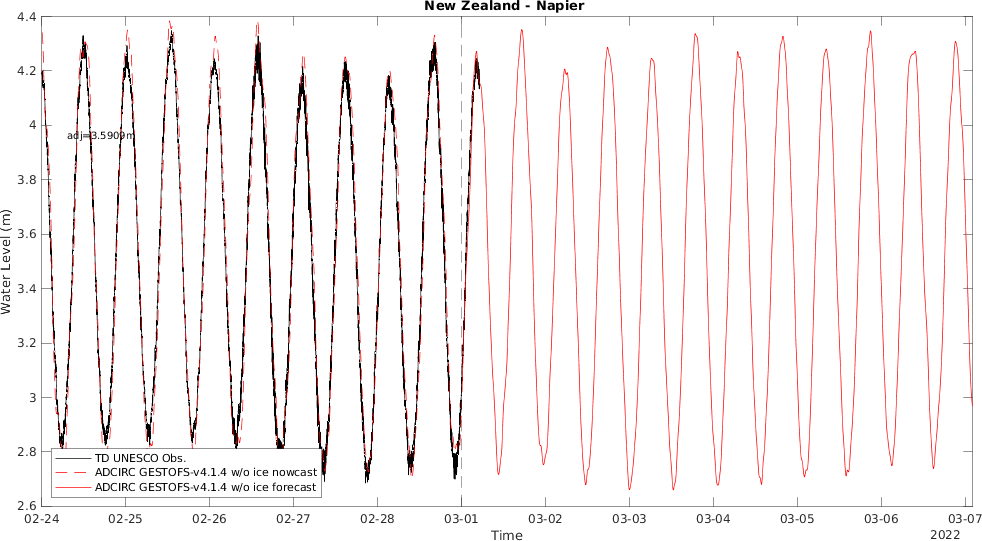 New Zealand - Napier
4.4
4.2
4
3.8
3.6
3.4
3.2
3
2.8
2.6
Water Level (m)
adj=3.5909m
TD UNESCO Obs.
ADCIRC GESTOFS-v4.1.4 w/o ice nowcast
ADCIRC GESTOFS-v4.1.4 w/o ice forecast
02-24 02-25 02-26 02-27 02-28 03-01 03-02 03-03 03-04 03-05 03-06 03-07
Time
2022